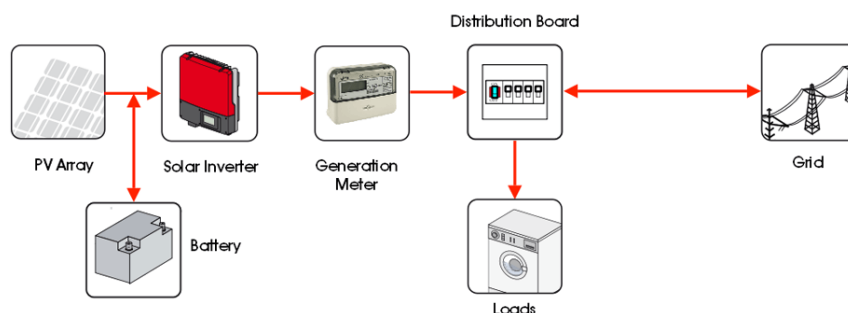 Distribution Board
PV Array
Solar Inverter
Generation
Meter
Grid
Battery
Loads